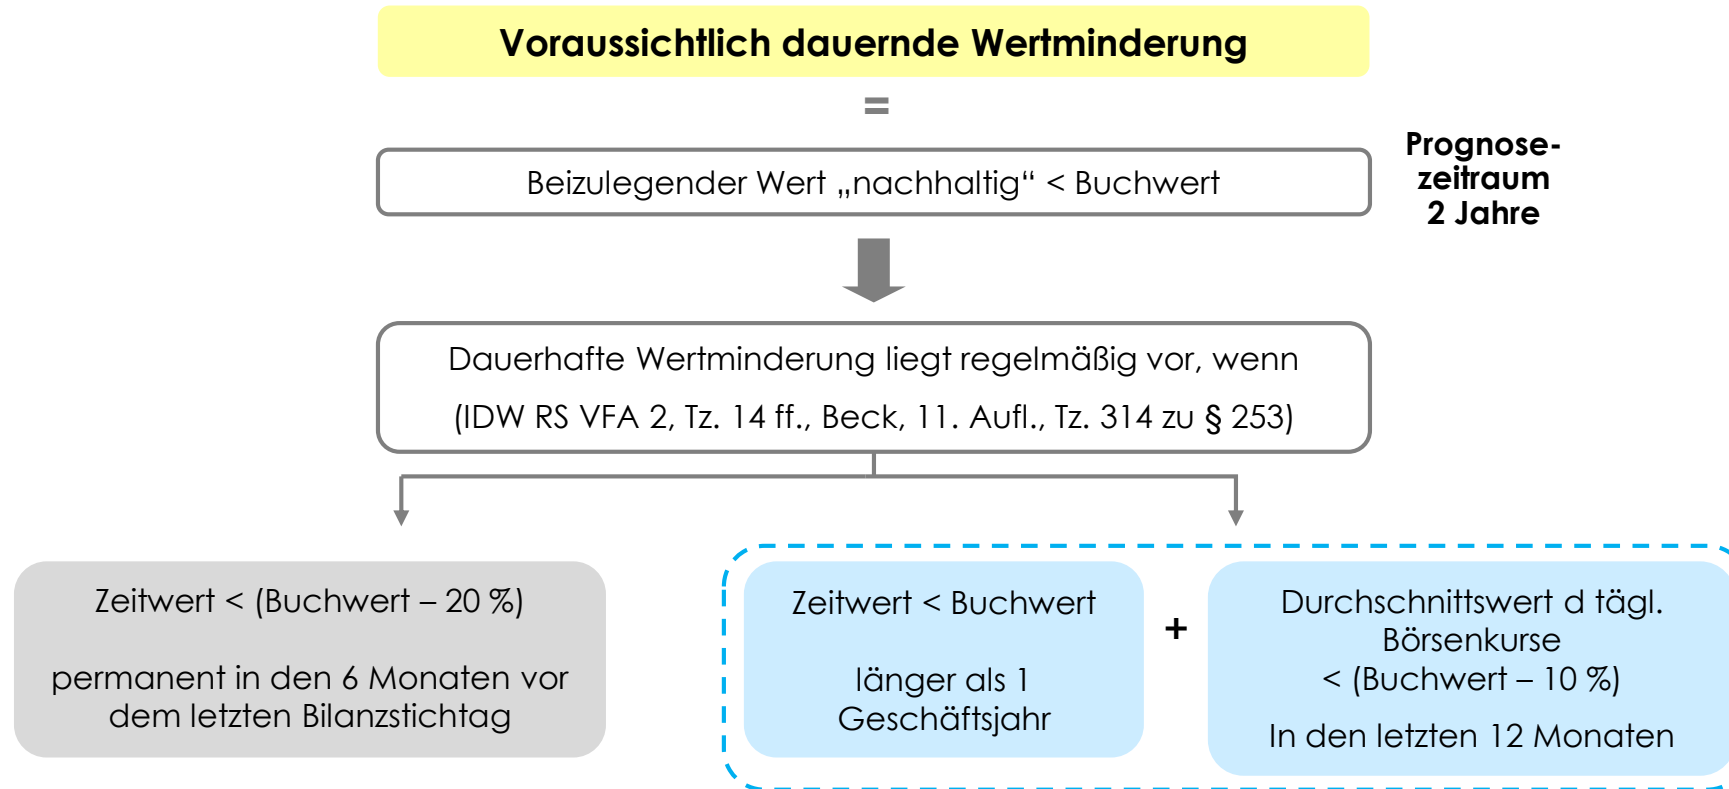 Voraussichtlich dauernde Wertminderung
=
Beizulegender Wert „nachhaltig“ < Buchwert
Prognose-
zeitraum
2 Jahre
Dauerhafte Wertminderung liegt regelmäßig vor, wenn
(IDW RS VFA 2, Tz. 14 ff., Beck, 11. Aufl., Tz. 314 zu § 253)
Zeitwert < (Buchwert – 20 %)
permanent in den 6 Monaten vor
dem letzten Bilanzstichtag
Zeitwert < Buchwert
länger als 1
Geschäftsjahr
+
Durchschnittswert d tägl.
Börsenkurse
< (Buchwert – 10 %)
In den letzten 12 Monaten